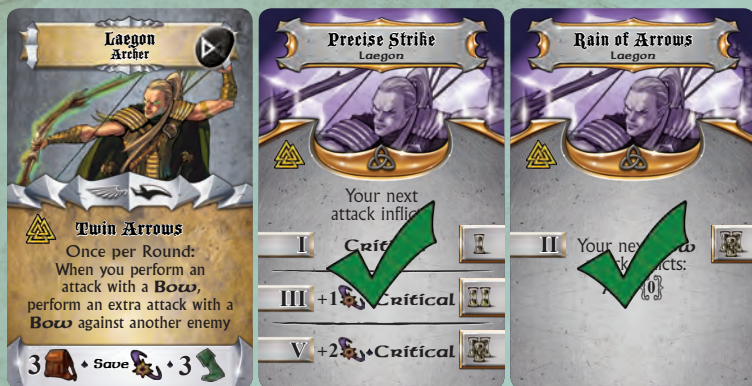 Laegon
Archer
Twin Arrows
Once per Round:
When you perform an
attack with a Bow,
perform an extra attack with a
Bow against another enemy
3 Save 3
Precise Strike
Laegon
Your next
attack
I
I
III +1 Critical II
V +2 Critical
Rain of Arrows
Laegon
II Your
{0}